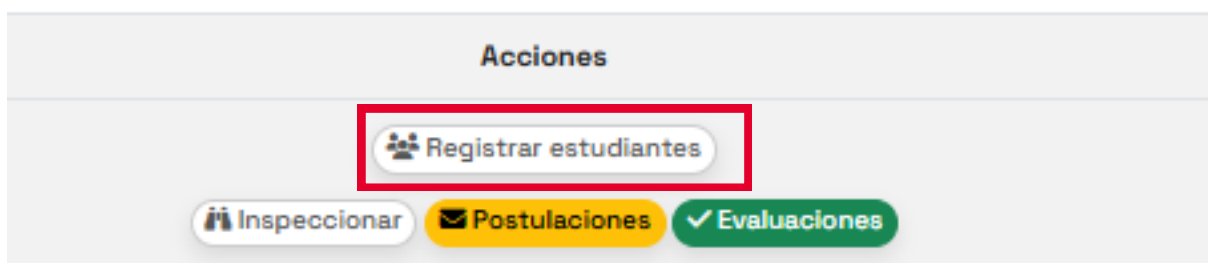 Acciones
Registrar estudiantes
Inspeccionar Postulaciones Evaluaciones